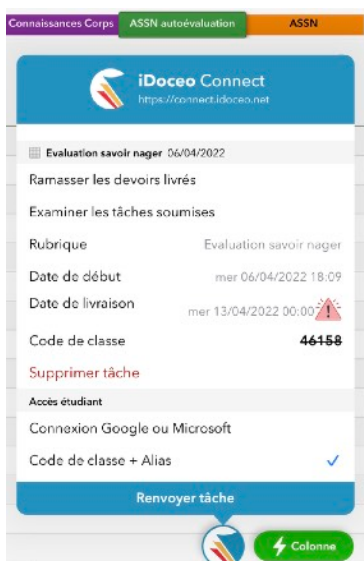 Connaissances Corps ASSN autoévaluation ASSN
iDoceo Connect
https://connect.idoceo.net
Evaluation savoir nager 06/04/2022
Ramasser les devoirs livrés
Examiner les tâches soumises
Rubrique Evaluation savoir nager
Date de début mer 06/04/2022 18:09
Date de livraison mer 13/04/2022 00:00
Code de classe 46158
Supprimer tâche
Accès étudiant
Connexion Google ou Microsoft
Code de classe + Alias
Renvoyer tâche
Colonne